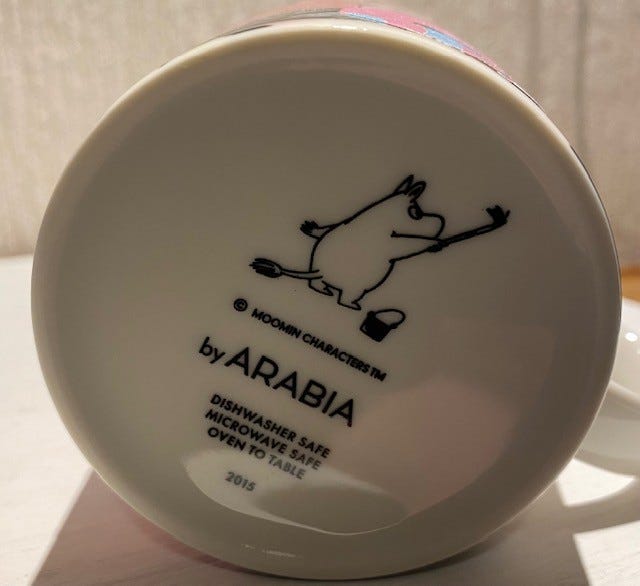 © MOOMIN CHARACTERS™
by ARABIA
DISHWASHER SAFE
MICROWAVE SAFE
OVEN TO TABLE
2015